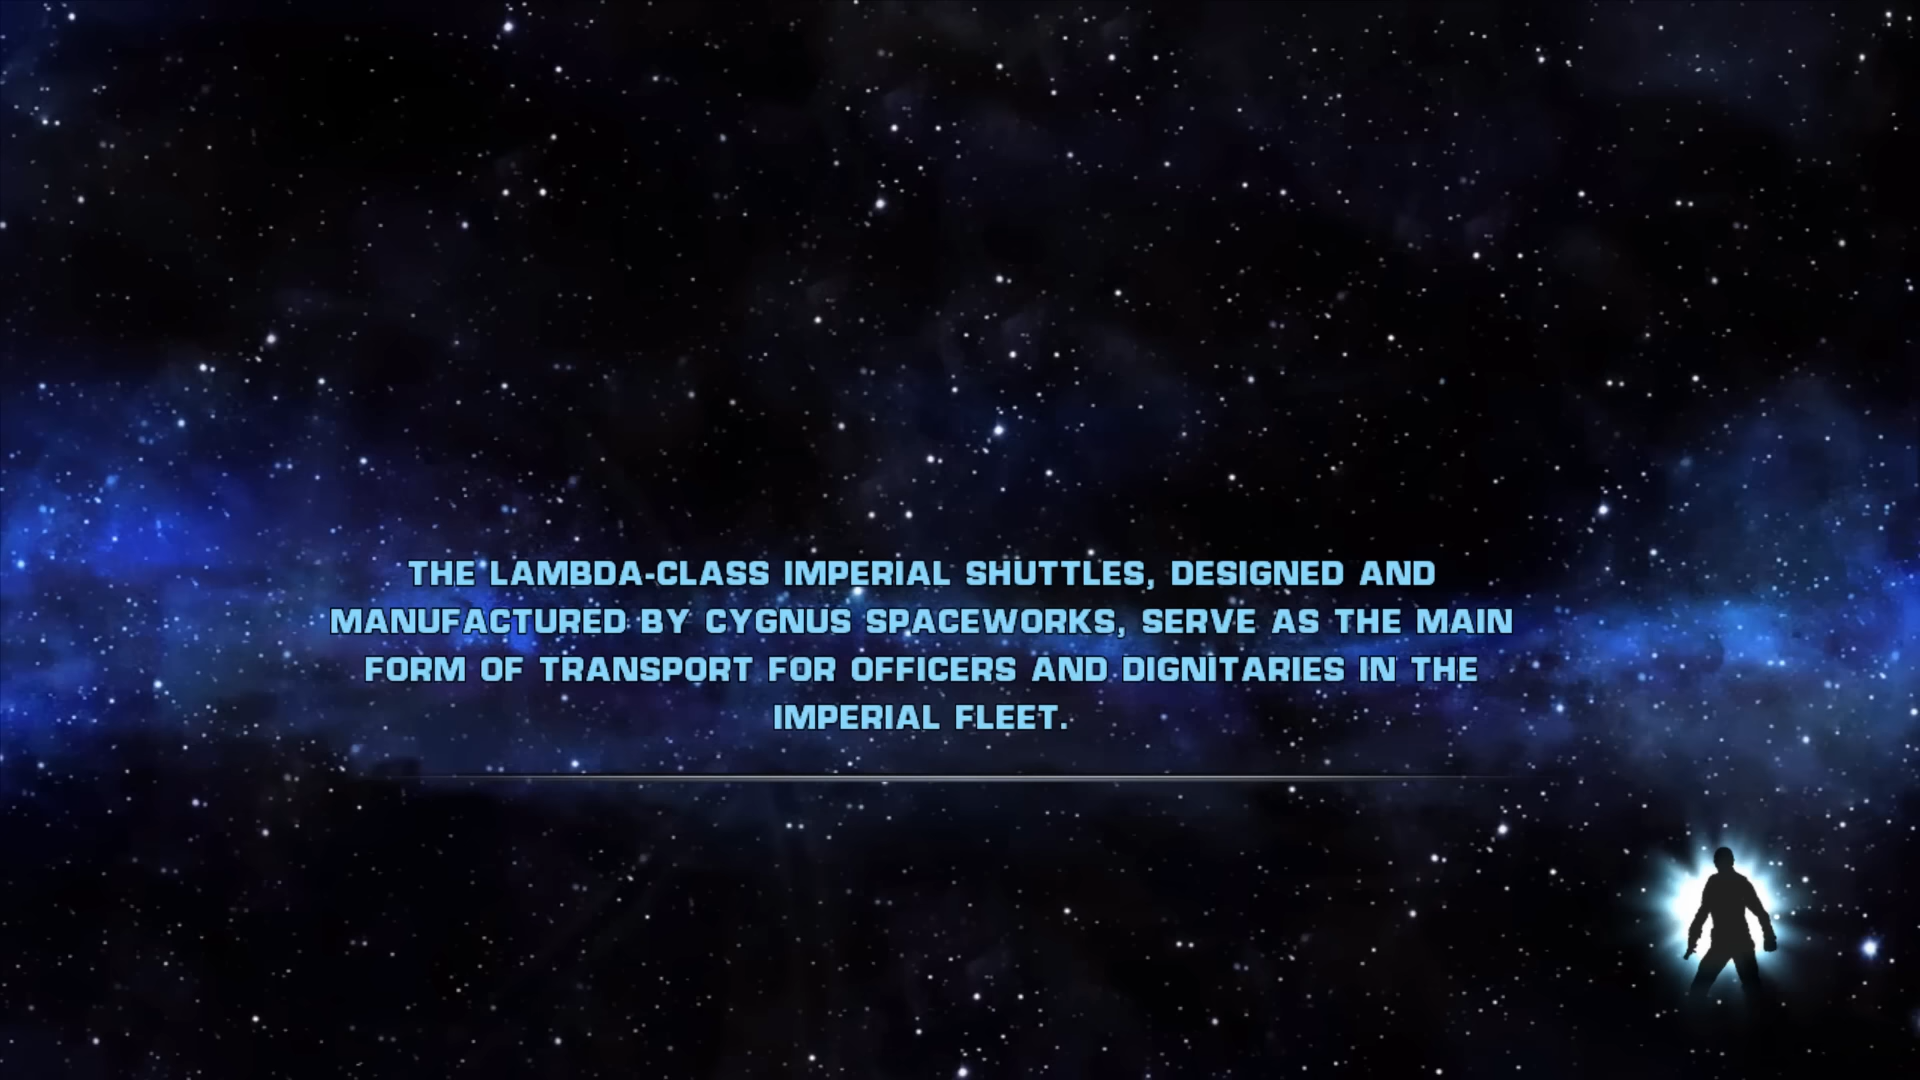 THE LAMBDA-CLASS IMPERIAL SHUTTLES, DESIGNED AND
MANUFACTURED BY CYGNUS SPACEWORKS, SERVE AS THE MAIN
FORM OF TRANSPORT FOR OFFICERS AND DIGNITARIES IN THE
IMPERIAL FLEET.